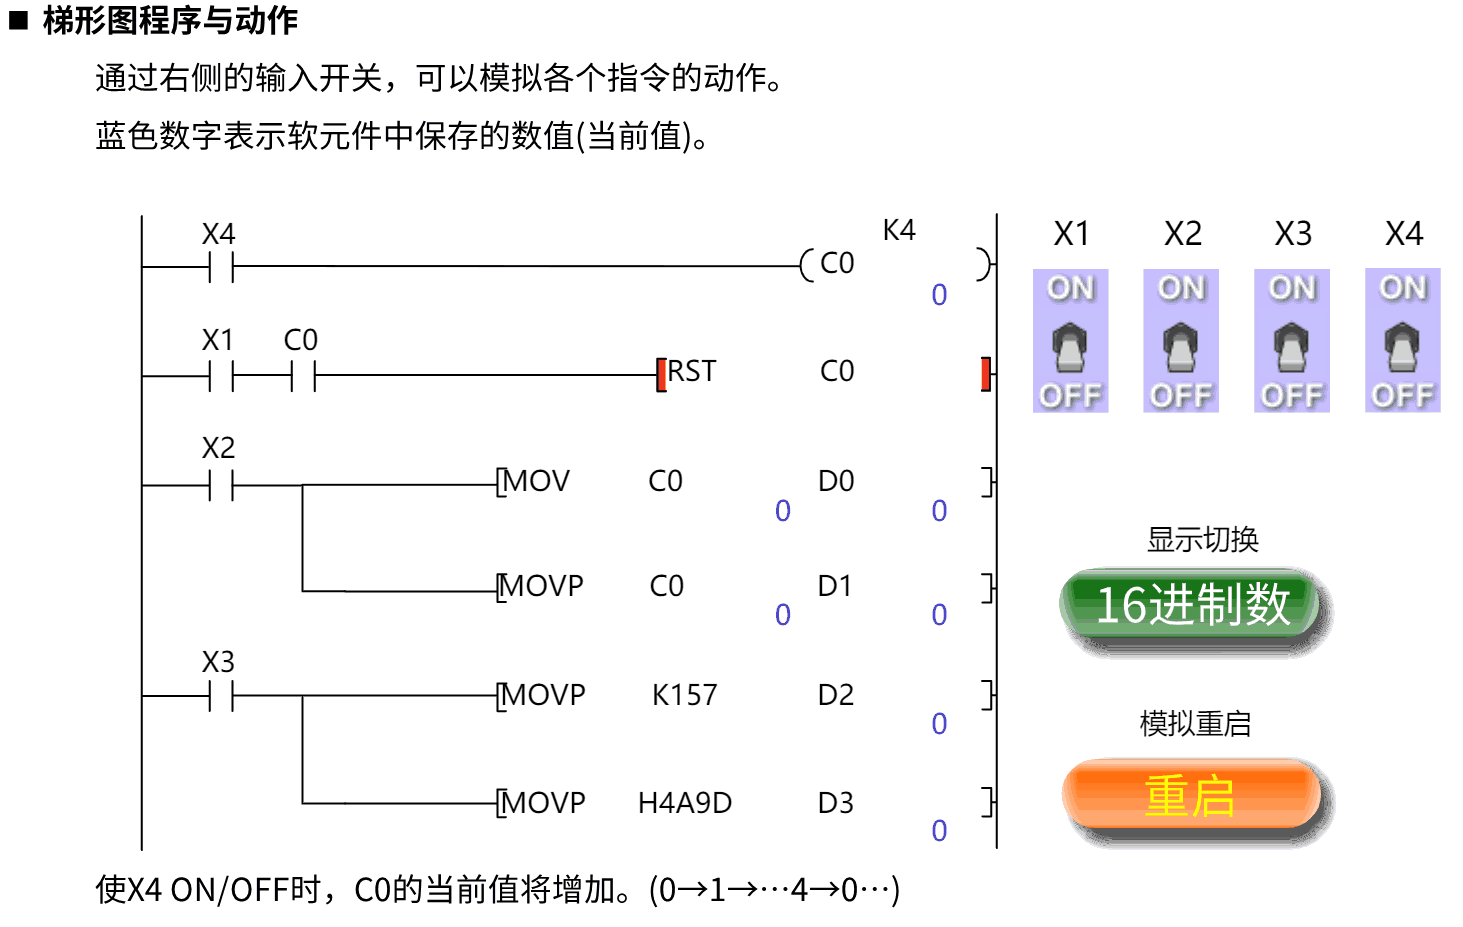 ■ 梯形图程序与动作
通过右侧的输入开关，可以模拟各个指令的动作。
蓝色数字表示软元件中保存的数值(当前值)。
X4 K4
C0
0
X1 C0 RST C0
X2
MOV C0 D0
0 0
MOVP C0 D1
0 0
X3
MOVP K157 D2
0
MOVP H4A9D D3
0
X1 X2 X3 X4
ON ON ON ON
OFF OFF OFF OFF
显示切换
16进制数
模拟重启
重启
使X4 ON/OFF时，C0的当前值将增加。(0→1→…4→0…)